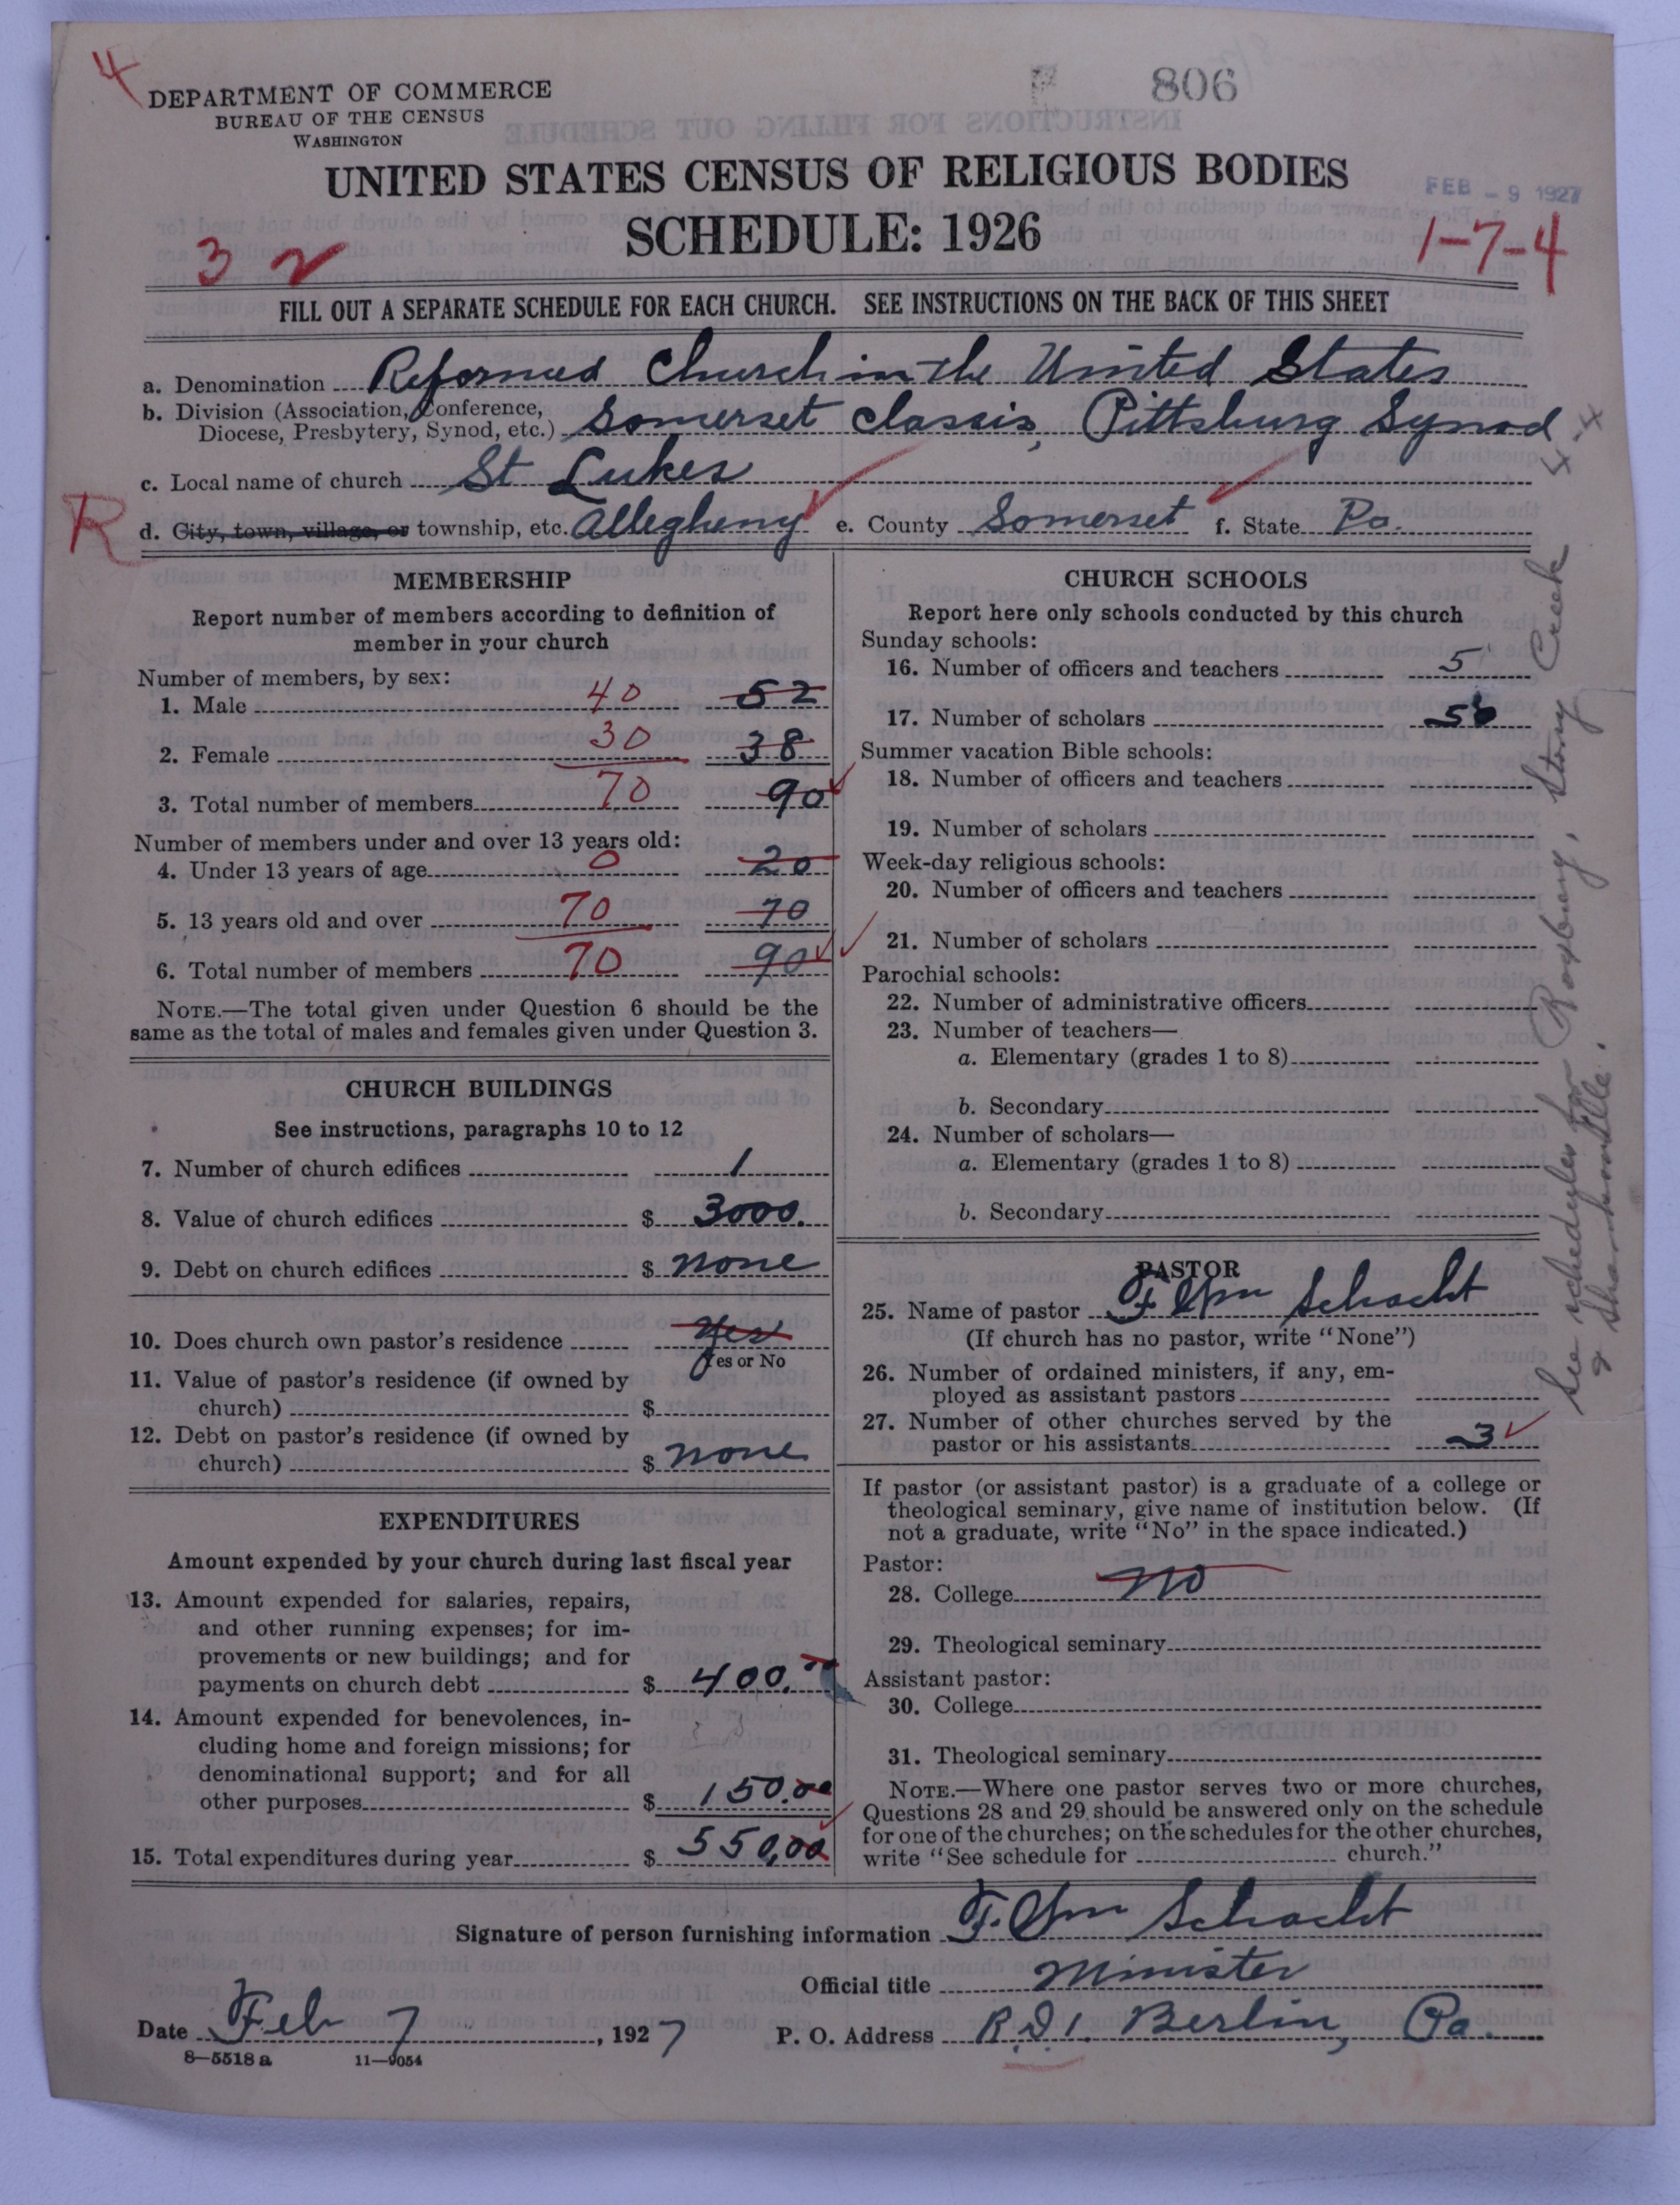 4
DEPARTMENT OF COMMERCE
BUREAU OF THE CENSUS
WASHINGTON
806
UNITED STATES CENSUS OF RELIGIOUS BODIES
FEB - 9 1927
SCHEDULE: 1926
3
1-7-4
FILL OUT A SEPARATE SCHEDULE FOR EACH CHURCH. SEE INSTRUCTIONS ON THE BACK OF THIS SHEET
a. Denomination Reformed Church in the United States
b. Division (Association, Conference,
Diocese, Presbytery, Synod, etc.) Somerset Classis, Pittsburg Synod
c. Local name of church St Lukes
R
d. City, town, village, or township, etc. Allegheny e. County Somerset f. State Pa.
MEMBERSHIP
Report number of members according to definition of
member in your church
Number of members, by sex:
1. Male 40 52
2. Female 30 38
3. Total number of members 70 90
Number of members under and over 13 years old:
4. Under 13 years of age 0 20
5. 13 years old and over 70 70
6. Total number of members 70 90
NOTE.—The total given under Question 6 should be the
same as the total of males and females given under Question 3.
CHURCH BUILDINGS
See instructions, paragraphs 10 to 12
7. Number of church edifices 1
8. Value of church edifices $ 3000.
9. Debt on church edifices $ none
10. Does church own pastor's residence Yes
Yes or No
11. Value of pastor's residence (if owned by
church) $
12. Debt on pastor's residence (if owned by
church) $ none
EXPENDITURES
Amount expended by your church during last fiscal year
13. Amount expended for salaries, repairs,
and other running expenses; for im-
provements or new buildings; and for
payments on church debt $ 400.
14. Amount expended for benevolences, in-
cluding home and foreign missions; for
denominational support; and for all
other purposes $ 150.00
15. Total expenditures during year $ 550,00
CHURCH SCHOOLS
Report here only schools conducted by this church
Sunday schools:
16. Number of officers and teachers 5
17. Number of scholars
Summer vacation Bible schools:
18. Number of officers and teachers
19. Number of scholars
Week-day religious schools:
20. Number of officers and teachers
21. Number of scholars
Parochial schools:
22. Number of administrative officers
23. Number of teachers—
a. Elementary (grades 1 to 8)
b. Secondary
24. Number of scholars—
a. Elementary (grades 1 to 8)
b. Secondary
PASTOR
25. Name of pastor F Wm Schacht
(If church has no pastor, write "None")
26. Number of ordained ministers, if any, em-
ployed as assistant pastors
27. Number of other churches served by the
pastor or his assistants 3
If pastor (or assistant pastor) is a graduate of a college or
theological seminary, give name of institution below. (If
not a graduate, write "No" in the space indicated.)
Pastor:
28. College no
29. Theological seminary
Assistant pastor:
30. College
31. Theological seminary
NOTE.—Where one pastor serves two or more churches,
Questions 28 and 29 should be answered only on the schedule
for one of the churches; on the schedules for the other churches,
write "See schedule for church."
See schedules for Roxbury, Stony Creek
& Shanksville.
Signature of person furnishing information F. Wm Schacht
Official title Minister
Date Feb 7, 1927 P. O. Address R.D 1. Berlin, Pa.
8—5518 a 11—9054